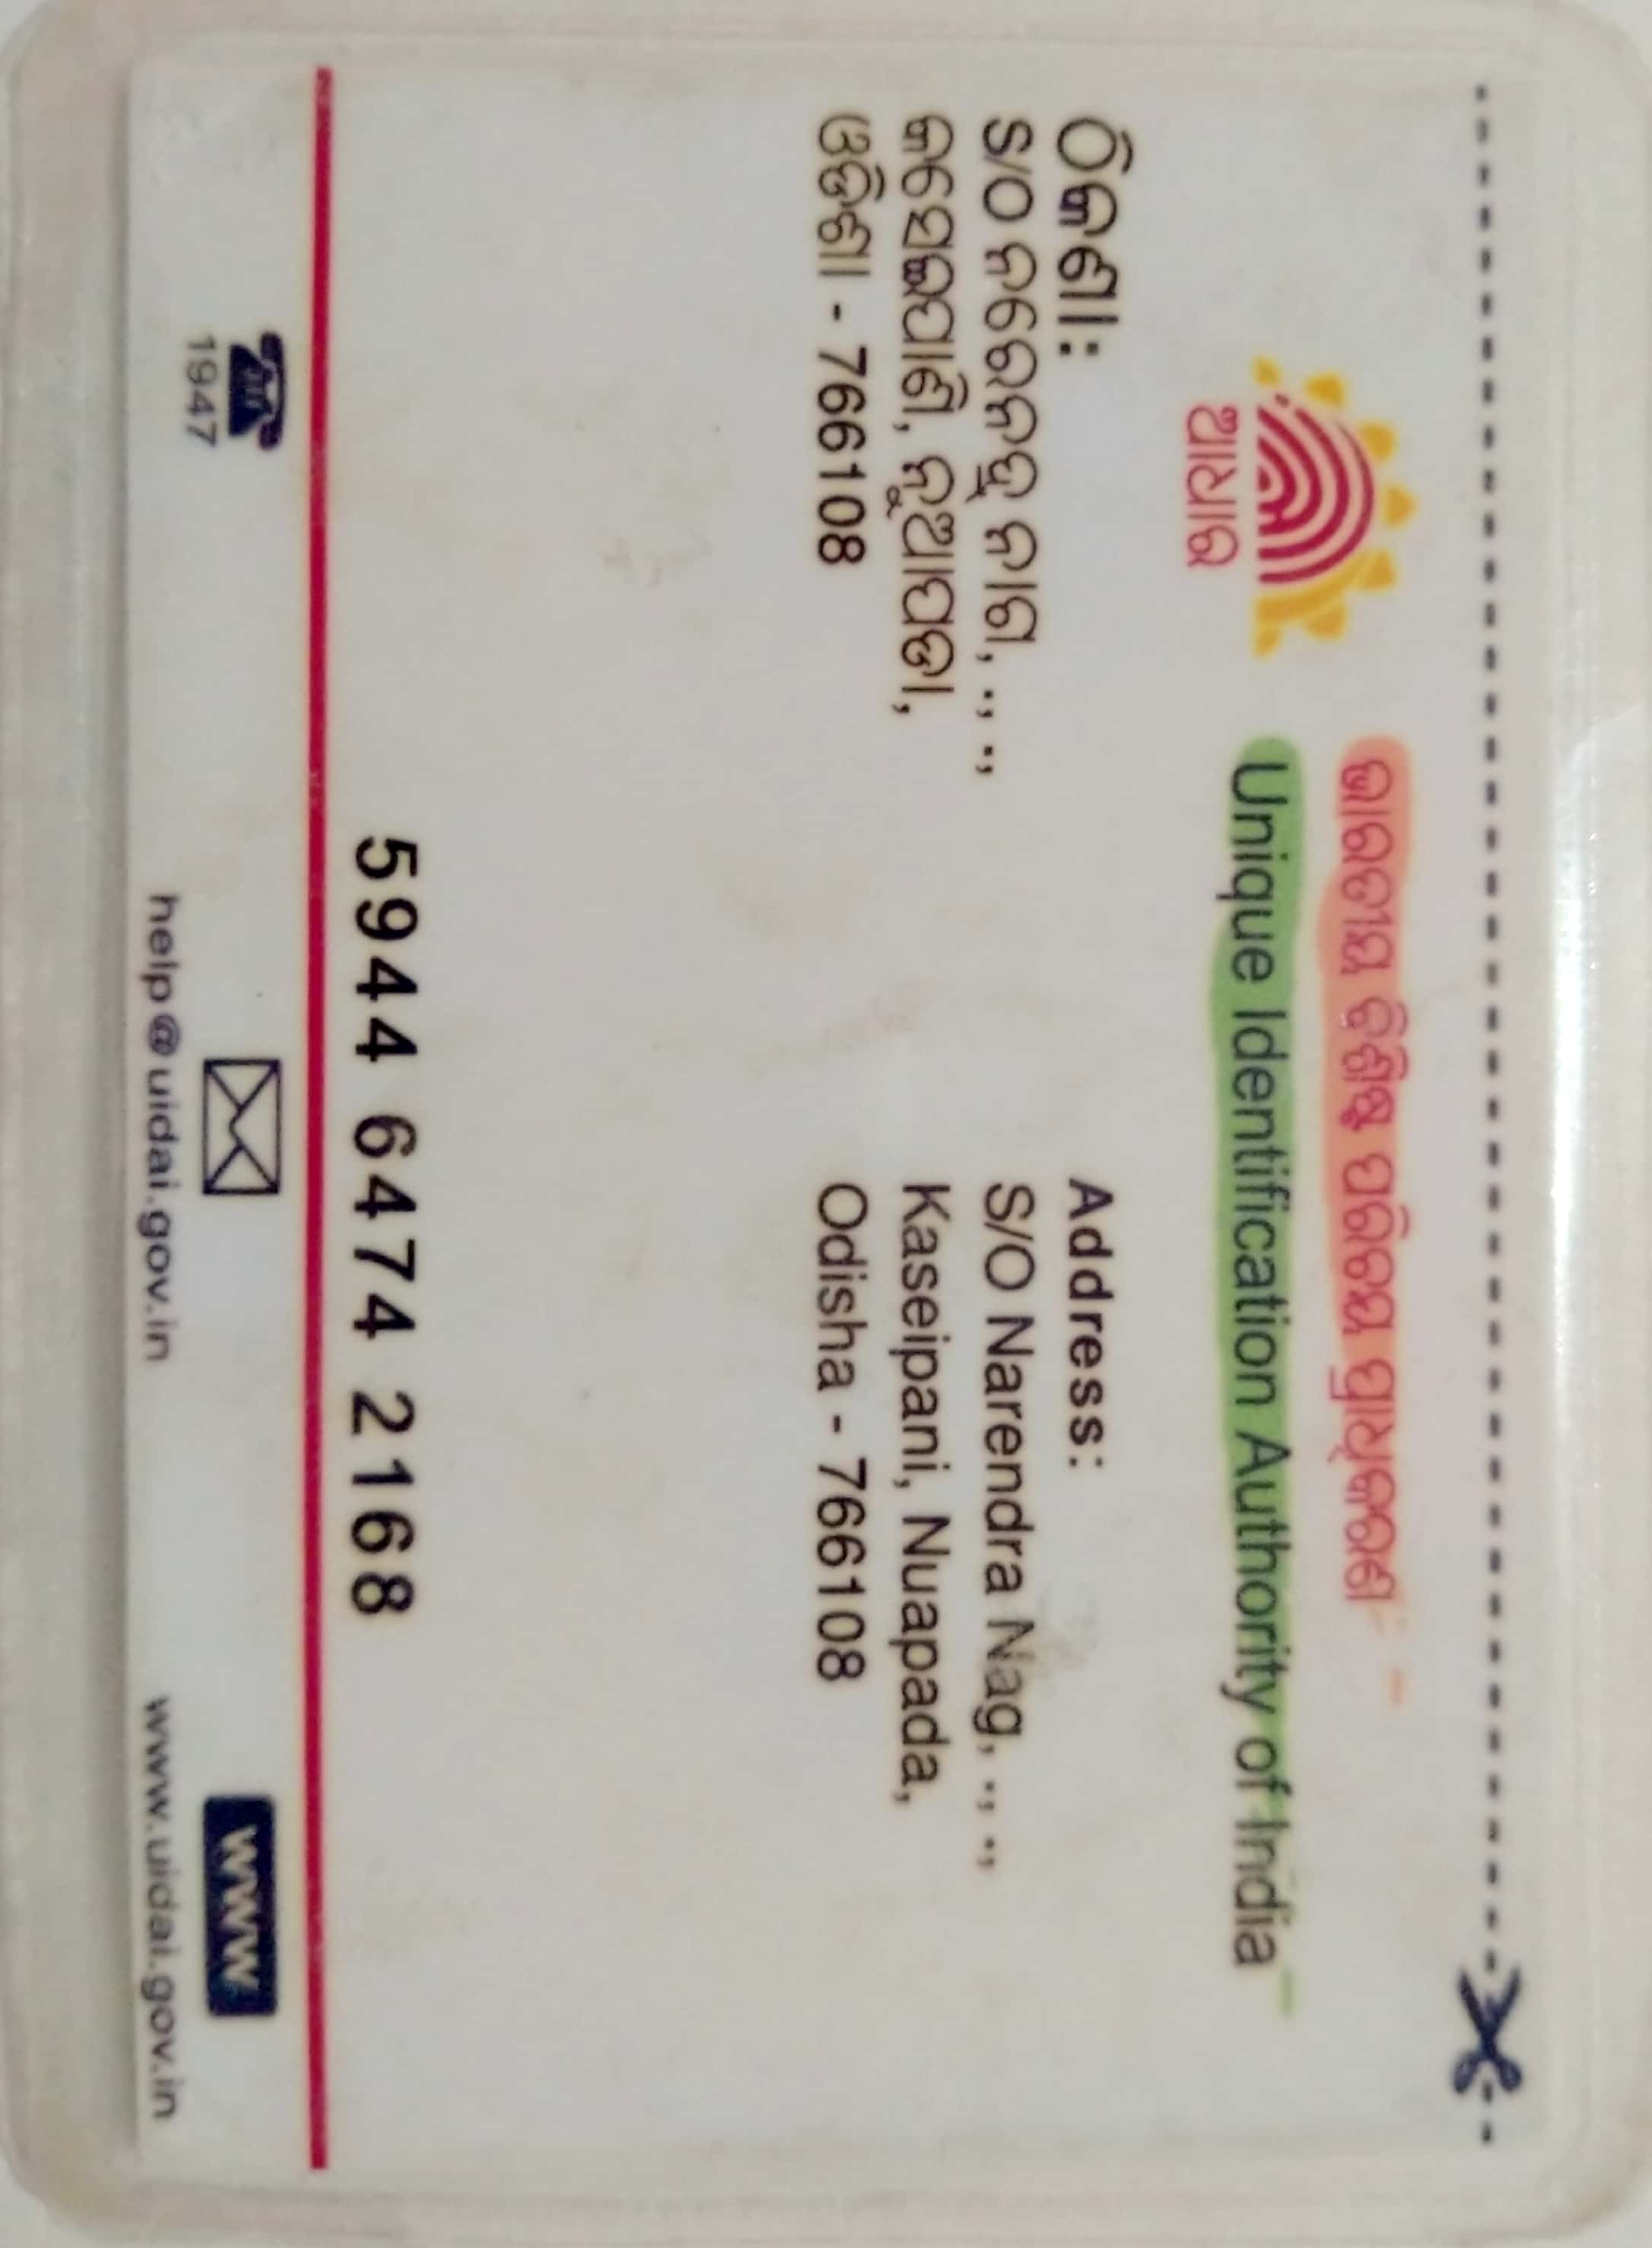 ଭାରତୀୟ ବିଶିଷ୍ଟ ପରିଚୟ ପ୍ରାଧିକରଣ
Unique Identification Authority of India
ଆଧାର
ଠିକଣା:
S/O ନରେନ୍ଦ୍ର ନାଗ, ., .,
କସେଇପାଣି, ନୂଆପଡା,
ଓଡିଶା - 766108
Address:
S/O Narendra Nag, ., .,
Kaseipani, Nuapada,
Odisha - 766108
5944 6474 2168
1947
help@uidai.gov.in
www
www.uidai.gov.in